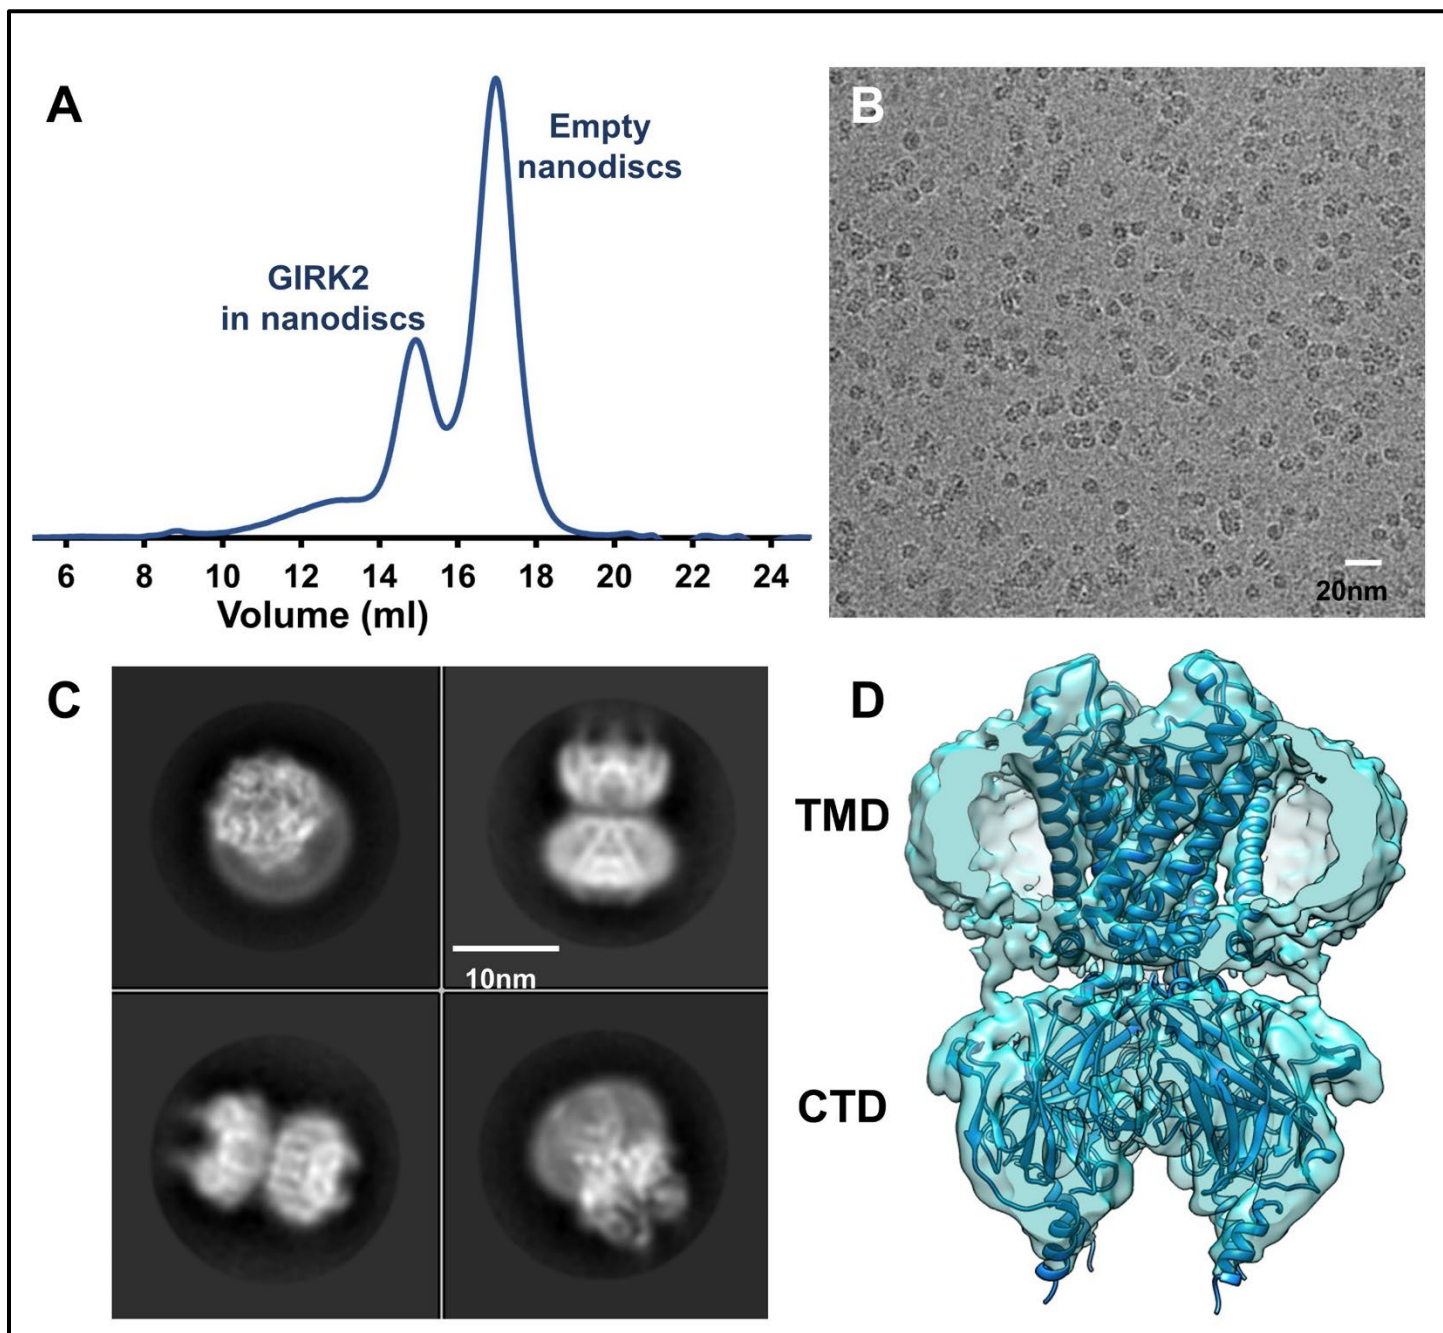 A
Empty
nanodiscs
GIRK2
in nanodiscs
6 8 10 12 14 16 18 20 22 24
Volume (ml)
B
20nm
C
10nm
D
TMD
CTD